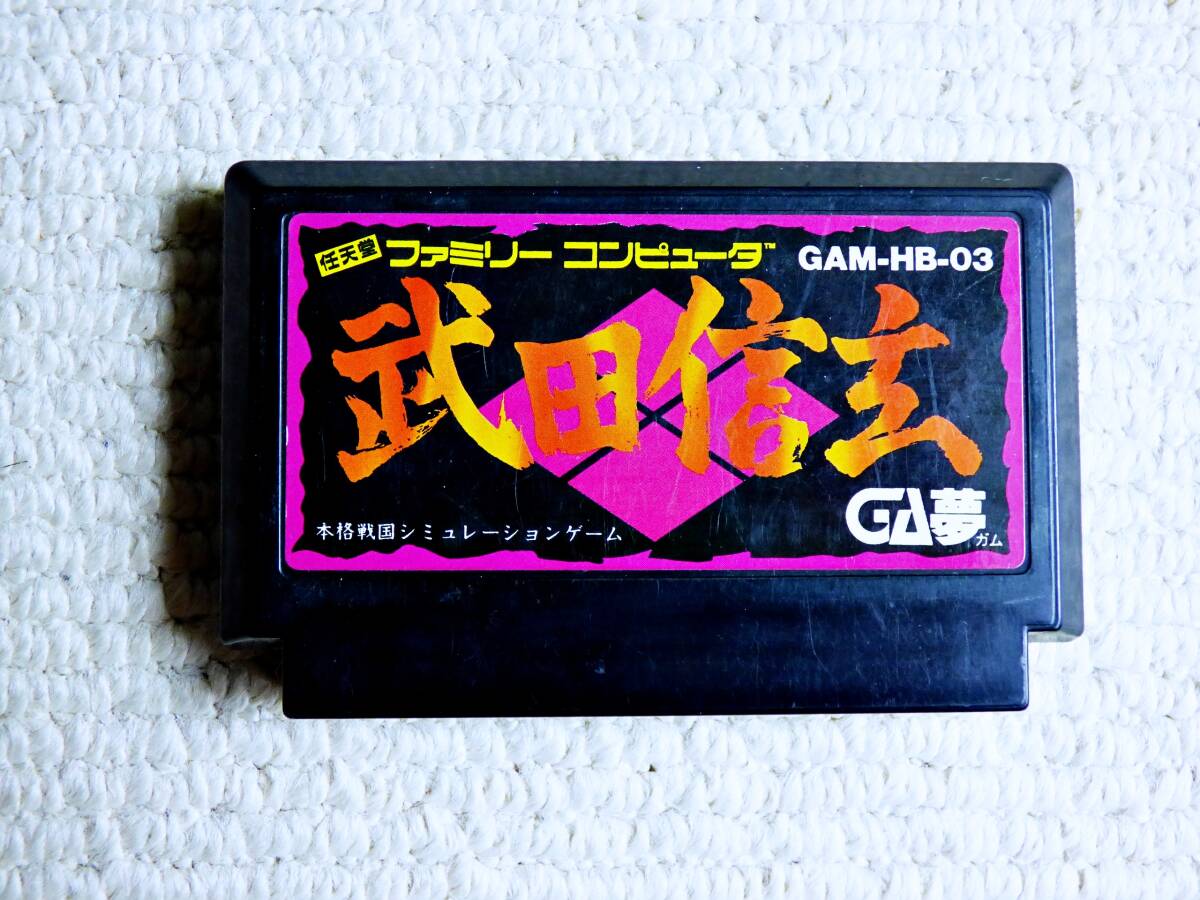 任天堂 ファミリー コンピュータ™ GAM-HB-03
武田信玄
本格戦国シミュレーションゲーム
GA夢
ガム